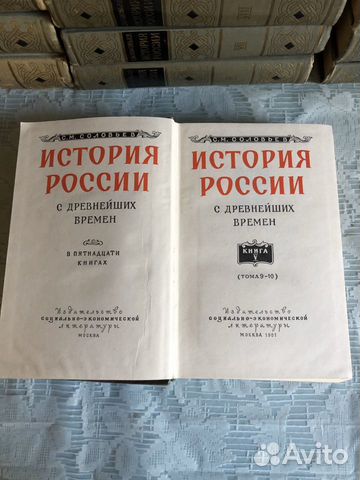 С. М. СОЛОВЬЕВ
ИСТОРИЯ
РОССИИ
С ДРЕВНЕЙШИХ
ВРЕМЕН
В ПЯТНАДЦАТИ
КНИГАХ
Издательство
социально-экономической
литературы
МОСКВА
С. М. СОЛОВЬЕВ
ИСТОРИЯ
РОССИИ
С ДРЕВНЕЙШИХ
ВРЕМЕН
КНИГА
V
(ТОМА 9-10)
Издательство
социально-экономической
литературы
МОСКВА 1961
Avito